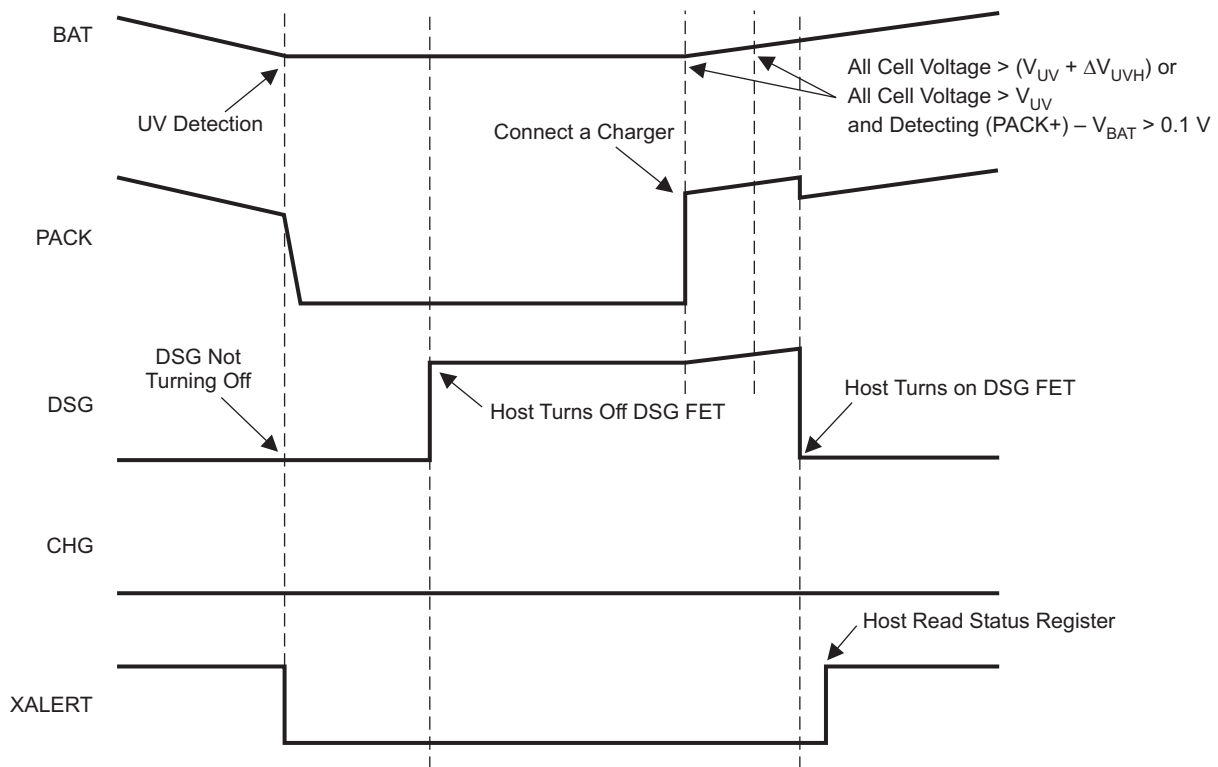 BAT
UV Detection
All Cell Voltage > (V_UV + ΔV_UVH) or
All Cell Voltage > V_UV
and Detecting (PACK+) – V_BAT > 0.1 V
Connect a Charger
PACK
DSG Not
Turning Off
DSG
Host Turns Off DSG FET
Host Turns on DSG FET
CHG
Host Read Status Register
XALERT